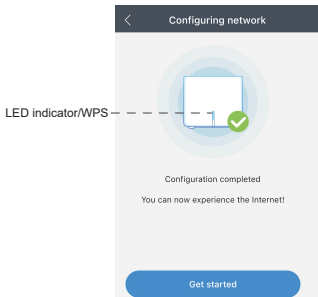 Configuring network
LED indicator/WPS
Configuration completed
You can now experience the Internet!
Get started